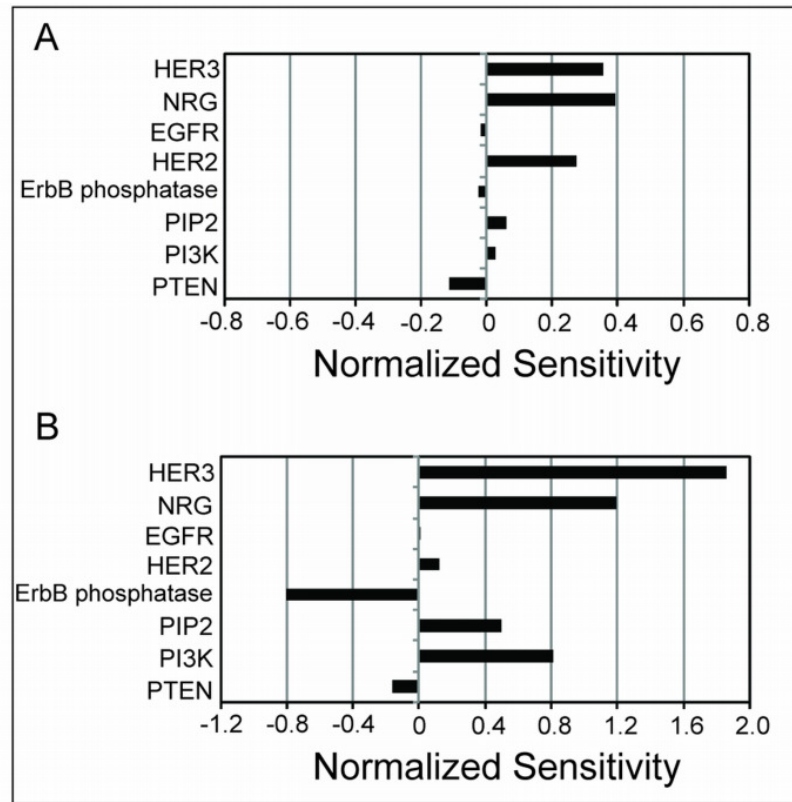 A
HER3
NRG
EGFR
HER2
ErbB phosphatase
PIP2
PI3K
PTEN
-0.8 -0.6 -0.4 -0.2 0 0.2 0.4 0.6 0.8
Normalized Sensitivity
B
HER3
NRG
EGFR
HER2
ErbB phosphatase
PIP2
PI3K
PTEN
-1.2 -0.8 -0.4 0 0.4 0.8 1.2 1.6 2.0
Normalized Sensitivity